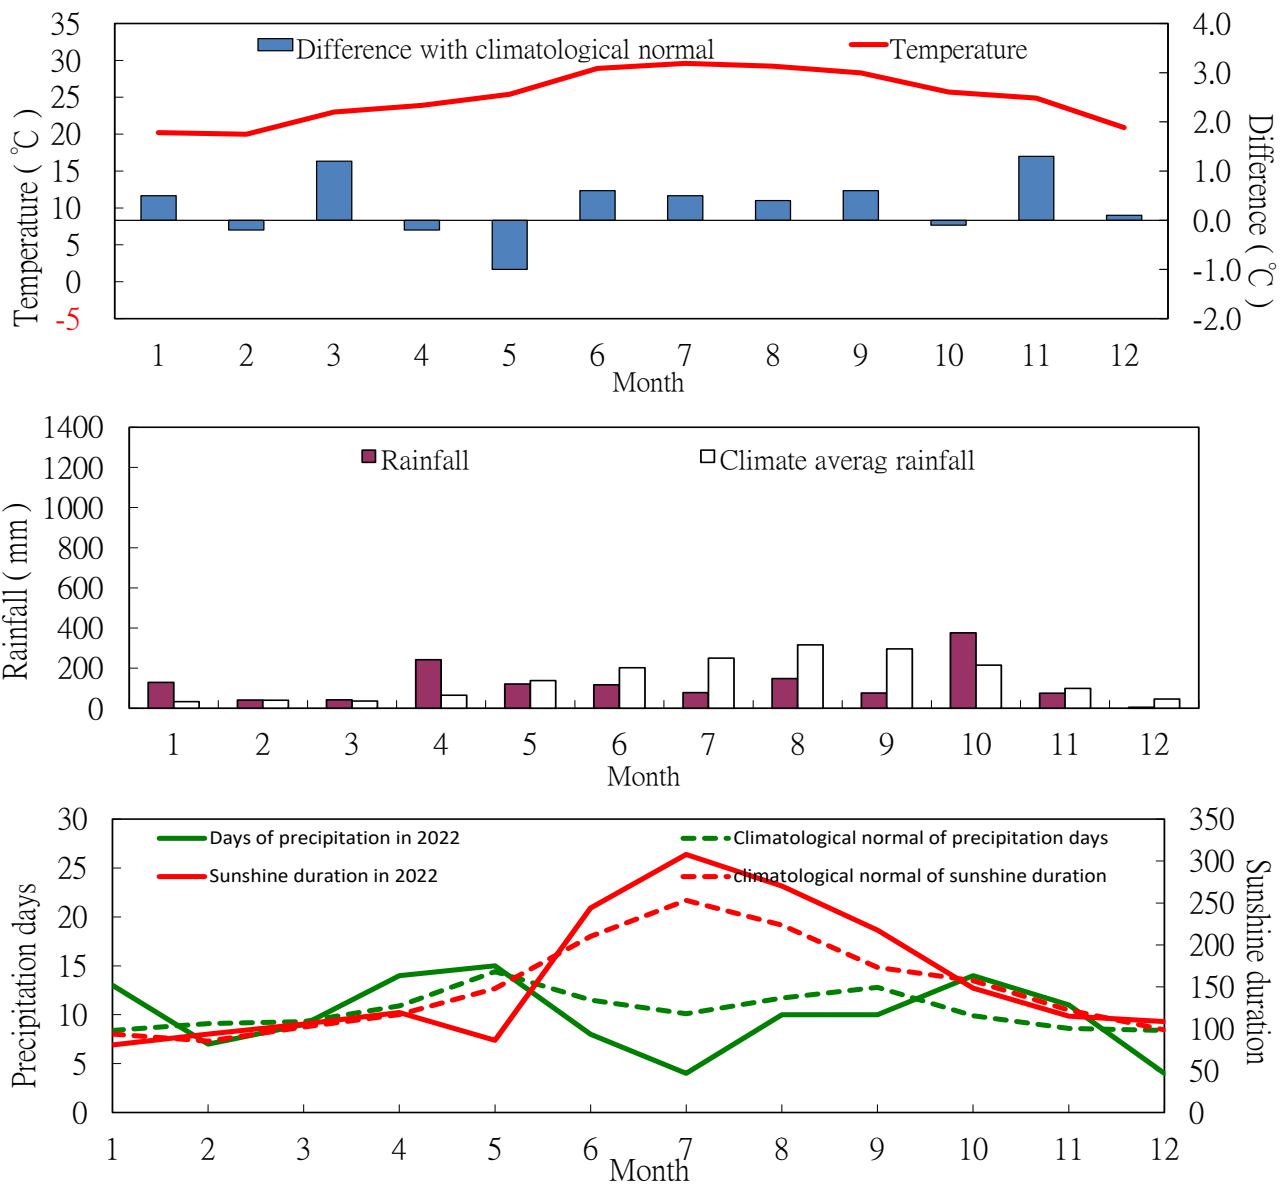 35
30
25
20
15
10
5
0
-5
Temperature ( ℃ )
Difference with climatological normal
Temperature
4.0
3.0
2.0
1.0
0.0
-1.0
-2.0
Difference ( ℃ )
1 2 3 4 5 6 7 8 9 10 11 12
Month
1400
1200
1000
800
600
400
200
0
Rainfall ( mm )
Rainfall
Climate averag rainfall
1 2 3 4 5 6 7 8 9 10 11 12
Month
30
25
20
15
10
5
0
Precipitation days
Days of precipitation in 2022
Climatological normal of precipitation days
Sunshine duration in 2022
climatological normal of sunshine duration
350
300
250
200
150
100
50
0
Sunshine duration
1 2 3 4 5 6 7 8 9 10 11 12
Month